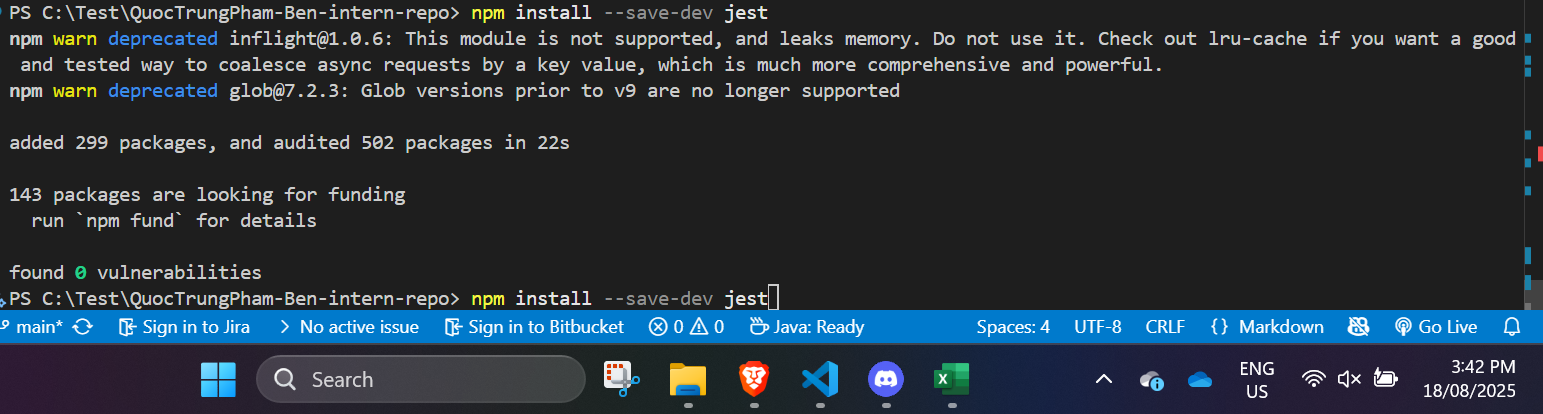 PS C:\Test\QuocTrungPham-Ben-intern-repo> npm install --save-dev jest
npm warn deprecated inflight@1.0.6: This module is not supported, and leaks memory. Do not use it. Check out lru-cache if you want a good
and tested way to coalesce async requests by a key value, which is much more comprehensive and powerful.
npm warn deprecated glob@7.2.3: Glob versions prior to v9 are no longer supported
added 299 packages, and audited 502 packages in 22s
143 packages are looking for funding
run `npm fund` for details
found 0 vulnerabilities
PS C:\Test\QuocTrungPham-Ben-intern-repo> npm install --save-dev jest
main* Sign in to Jira No active issue Sign in to Bitbucket 0 0 Java: Ready Spaces: 4 UTF-8 CRLF {} Markdown Go Live
Search ENG 3:42 PM
US 18/08/2025